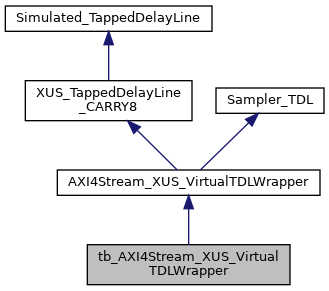 Simulated_TappedDelayLine
XUS_TappedDelayLine
_CARRY8
Sampler_TDL
AXI4Stream_XUS_VirtualTDLWrapper
tb_AXI4Stream_XUS_Virtual
TDLWrapper